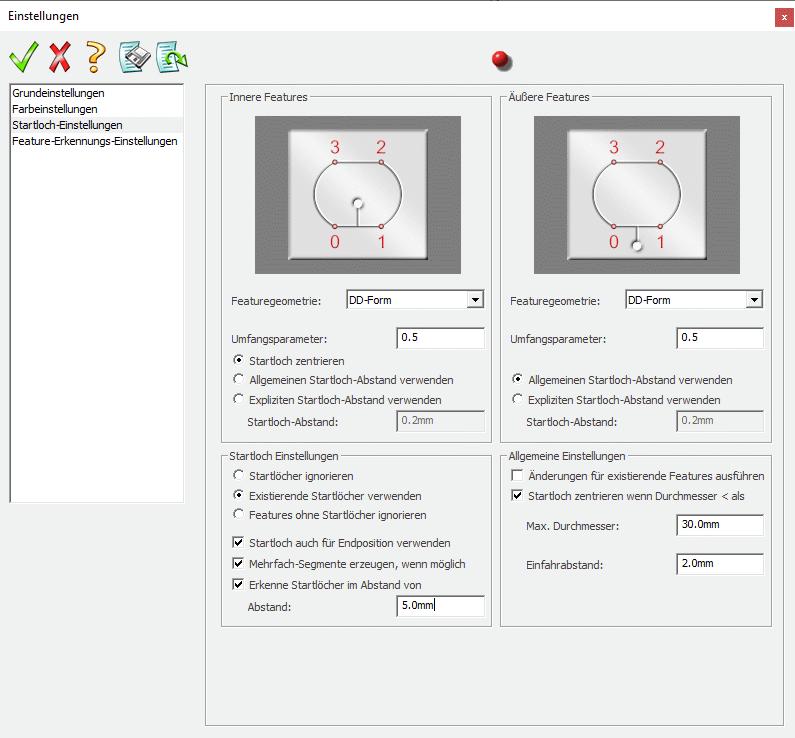 Einstellungen
x
Grundeinstellungen
Farbeinstellungen
Startloch-Einstellungen
Feature-Erkennungs-Einstellungen
Innere Features
3 2
0 1
Featuregeometrie: DD-Form
Umfangsparameter: 0.5
Startloch zentrieren
Allgemeinen Startloch-Abstand verwenden
Expliziten Startloch-Abstand verwenden
Startloch-Abstand: 0.2mm
Äußere Features
3 2
0 1
Featuregeometrie: DD-Form
Umfangsparameter: 0.5
Allgemeinen Startloch-Abstand verwenden
Expliziten Startloch-Abstand verwenden
Startloch-Abstand: 0.2mm
Startloch Einstellungen
Startlöcher ignorieren
Existierende Startlöcher verwenden
Features ohne Startlöcher ignorieren
Startloch auch für Endposition verwenden
Mehrfach-Segmente erzeugen, wenn möglich
Erkenne Startlöcher im Abstand von
Abstand: 5.0mm
Allgemeine Einstellungen
Änderungen für existierende Features ausführen
Startloch zentrieren wenn Durchmesser < als
Max. Durchmesser: 30.0mm
Einfahrabstand: 2.0mm